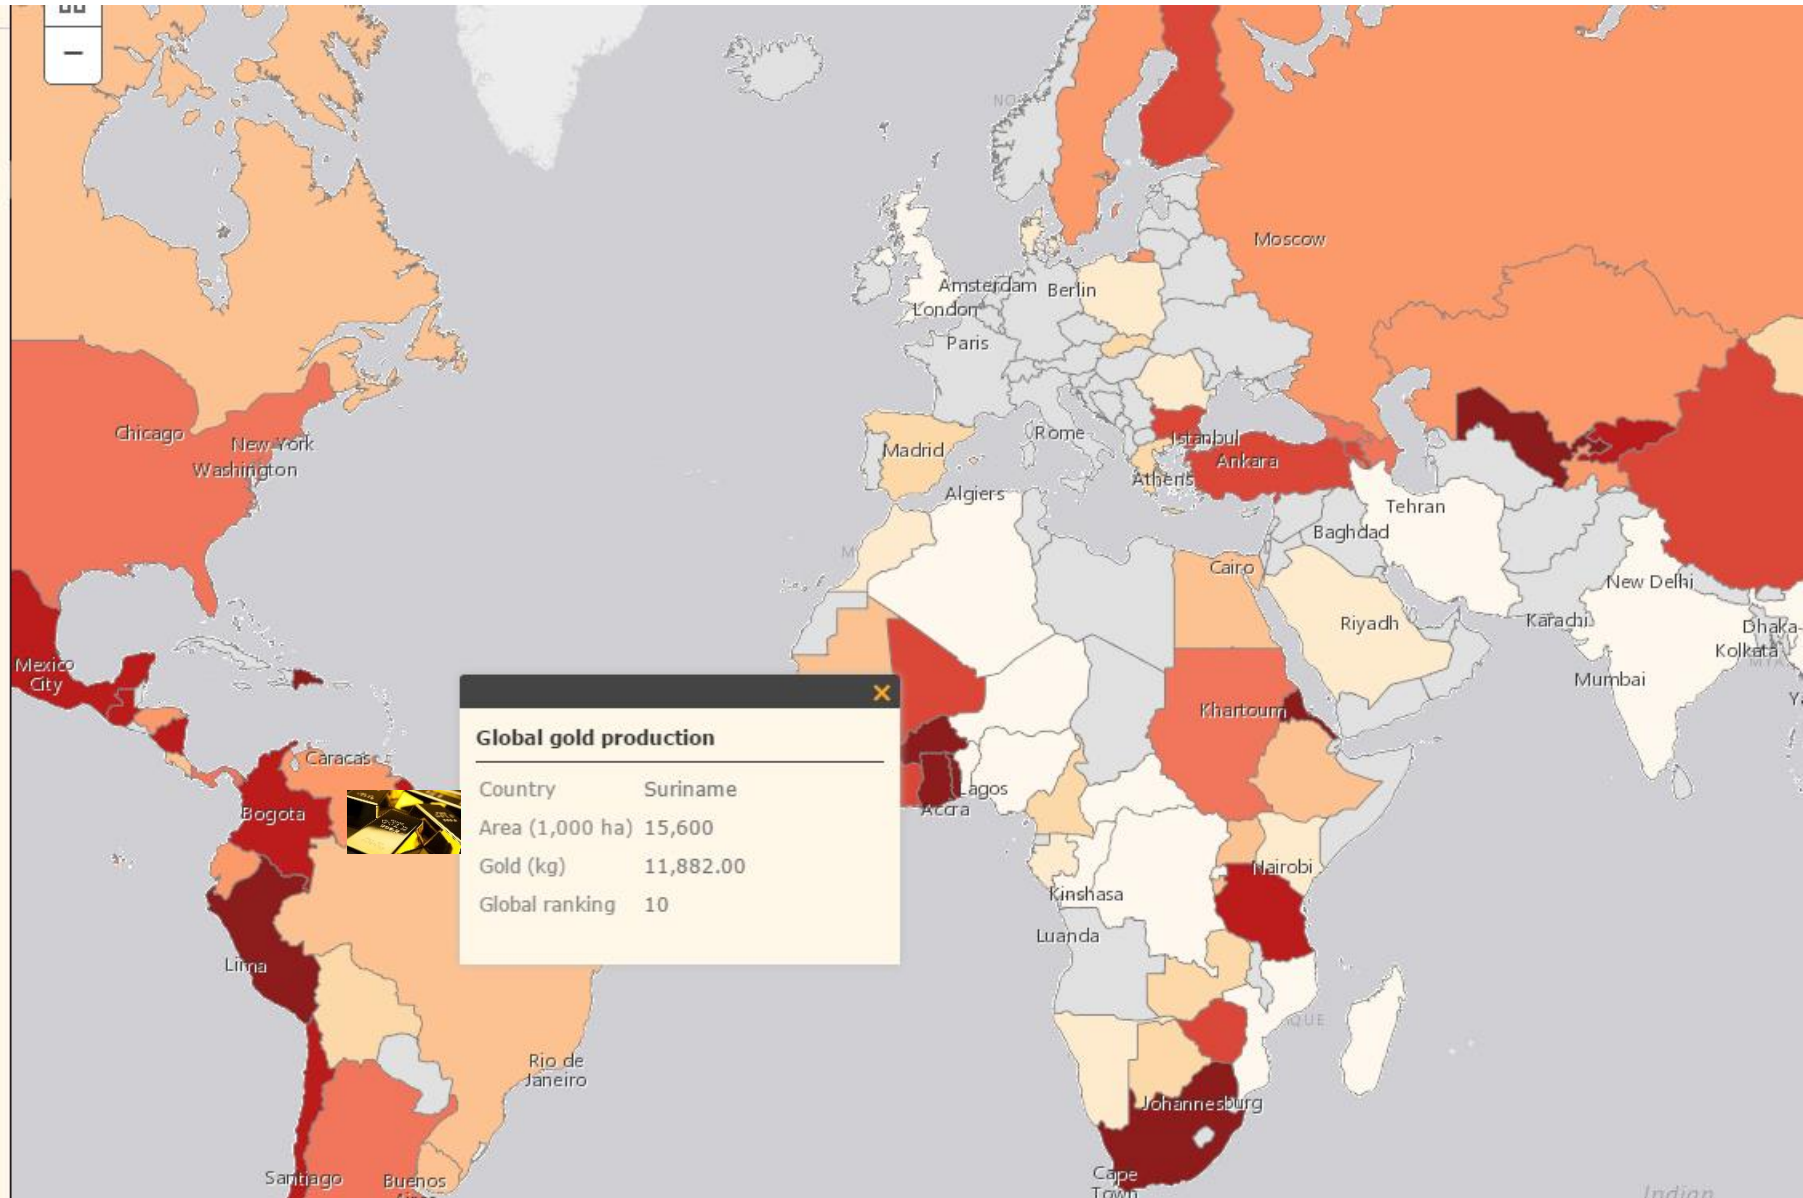 NO
Moscow
Amsterdam
Berlin
London
Paris
Chicago
New York
Washington
Rome
Istanbul
Madrid
Ankara
Athens
Algiers
Tehran
Baghdad
Cairo
New Delhi
Karachi
Riyadh
Dhaka
Kolkata
Mexico
City
Mumbai
Khartoum
Caracas
Bogota
Lagos
Accra
Global gold production
Country Suriname
Area (1,000 ha) 15,600
Gold (kg) 11,882.00
Global ranking 10
Nairobi
Kinshasa
Luanda
Lima
QUE
Rio de
Janeiro
Johannesburg
Santiago
Buenos
Cape
Town
Indian